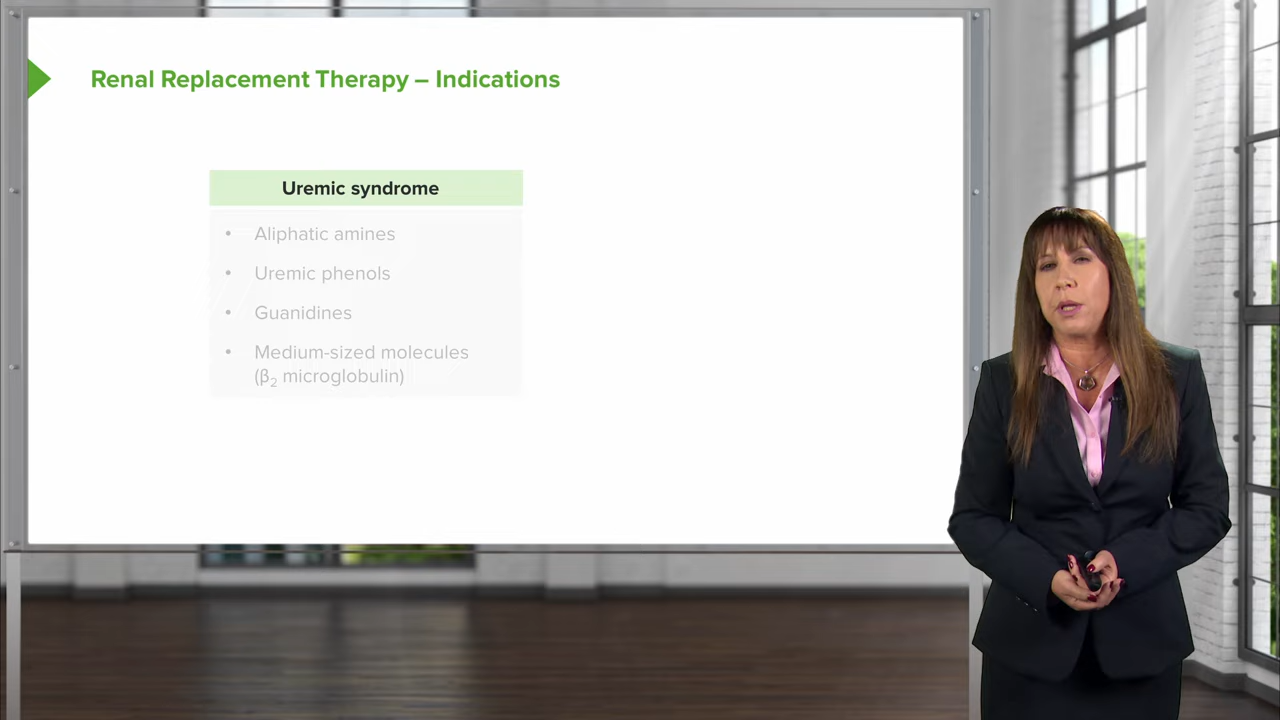 Renal Replacement Therapy – Indications
Uremic syndrome
• Aliphatic amines
• Uremic phenols
• Guanidines
• Medium-sized molecules
(β₂ microglobulin)